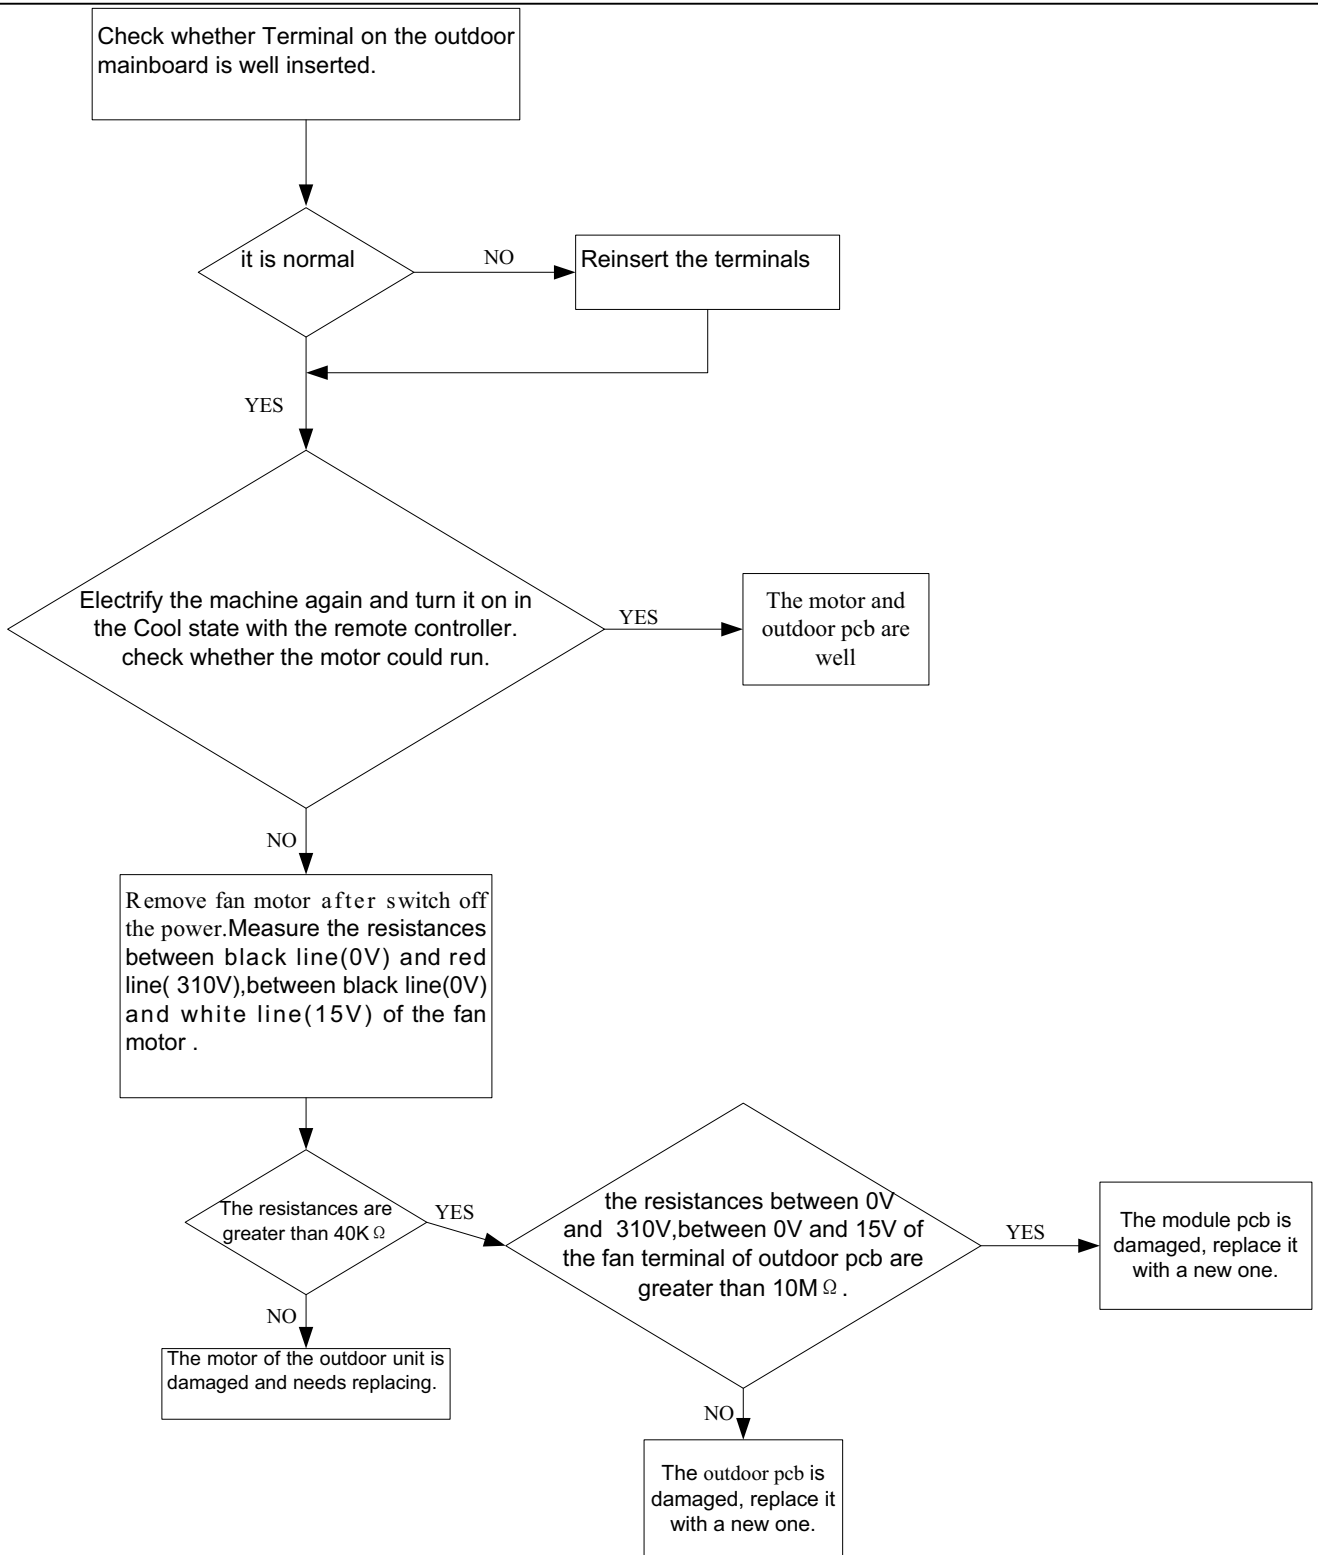 Check whether Terminal on the outdoor
mainboard is well inserted.
it is normal
NO
Reinsert the terminals
YES
Electrify the machine again and turn it on in
the Cool state with the remote controller.
check whether the motor could run.
YES
The motor and
outdoor pcb are
well
NO
Remove fan motor after switch off
the power.Measure the resistances
between black line(0V) and red
line( 310V),between black line(0V)
and white line(15V) of the fan
motor .
The resistances are
greater than 40K Ω
YES
the resistances between 0V
and 310V,between 0V and 15V of
the fan terminal of outdoor pcb are
greater than 10M Ω .
YES
The module pcb is
damaged, replace it
with a new one.
NO
The motor of the outdoor unit is
damaged and needs replacing.
NO
The outdoor pcb is
damaged, replace it
with a new one.